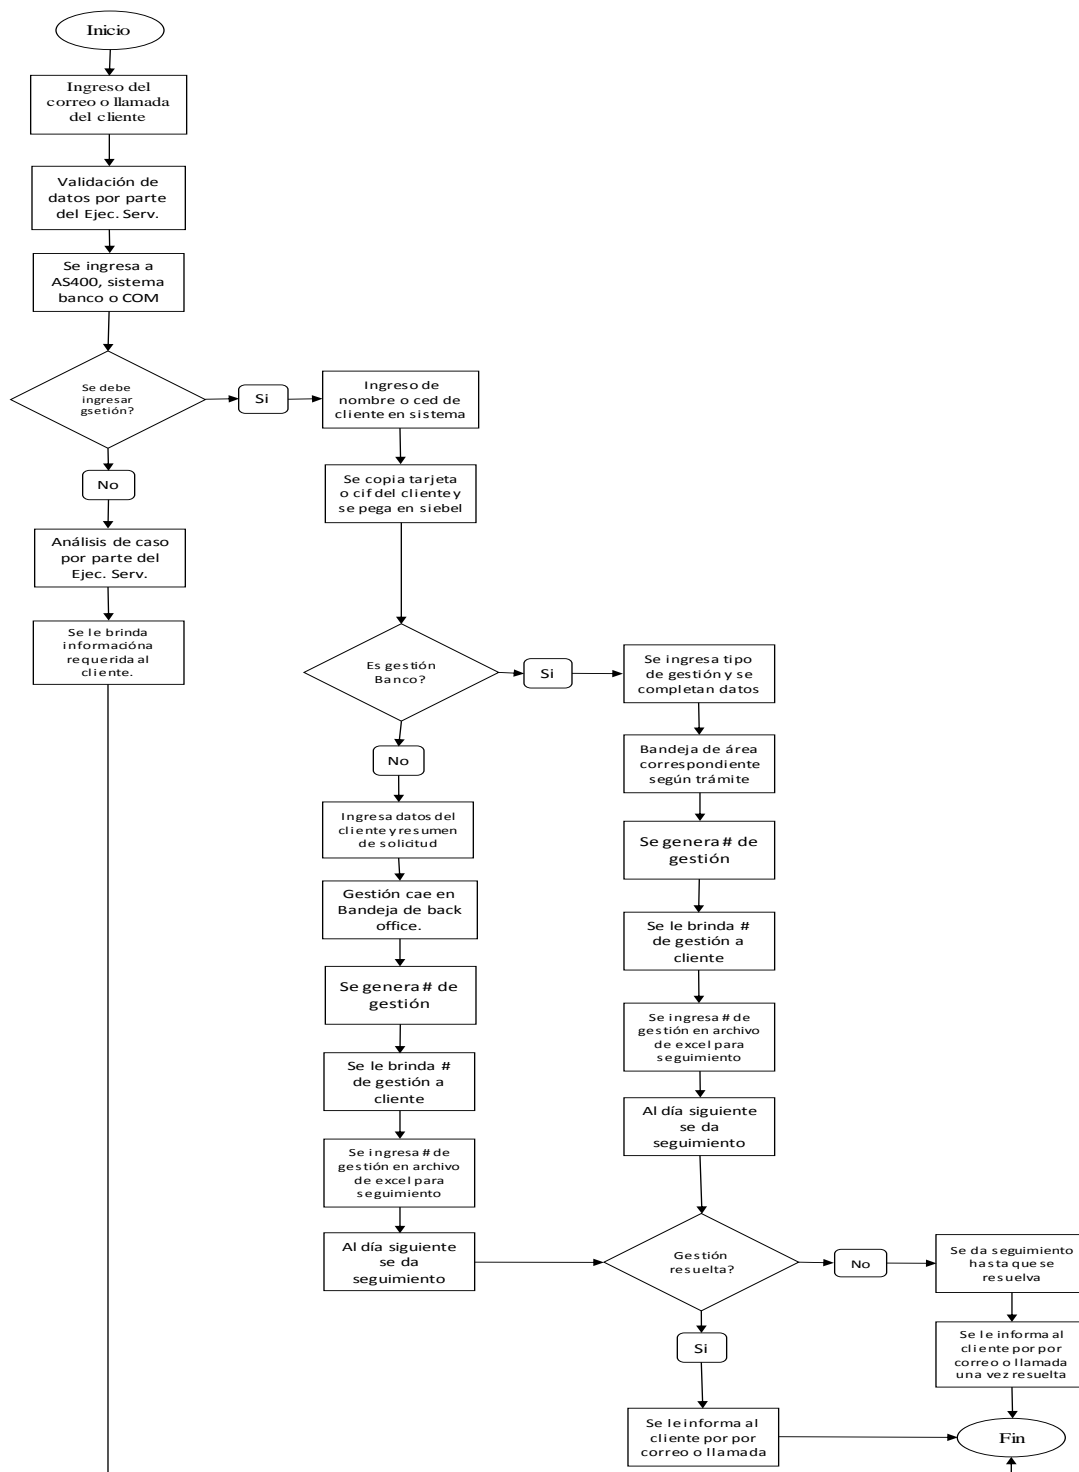 Inicio
Ingreso del
correo o llamada
del cliente
Validación de
datos por parte
del Ejec. Serv.
Se ingresa a
AS400, sistema
banco o COM
Se debe
ingresar
gsetión?
Si
Ingreso de
nombre o ced de
cliente en sistema
No
Se copia tarjeta
o cif del cliente y
se pega en siebel
Análisis de caso
por parte del
Ejec. Serv.
Se le brinda
informacióna
requerida al
cliente.
Es gestión
Banco?
Si
Se ingresa tipo
de gestión y se
completan datos
No
Bandeja de área
correspondiente
según trámite
Ingresa datos del
cliente y resumen
de solicitud
Se genera # de
gestión
Gestión cae en
Bandeja de back
office.
Se le brinda #
de gestión a
cliente
Se genera # de
gestión
Se ingresa # de
gestión en archivo
de excel para
seguimiento
Se le brinda #
de gestión a
cliente
Al día siguiente
se da
seguimiento
Se ingresa # de
gestión en archivo
de excel para
seguimiento
Al día siguiente
se da
seguimiento
Gestión
resuelta?
No
Se da seguimiento
hasta que se
resuelva
Si
Se le informa al
cliente por por
correo o llamada
una vez resuelta
Se le informa al
cliente por por
correo o llamada
Fin